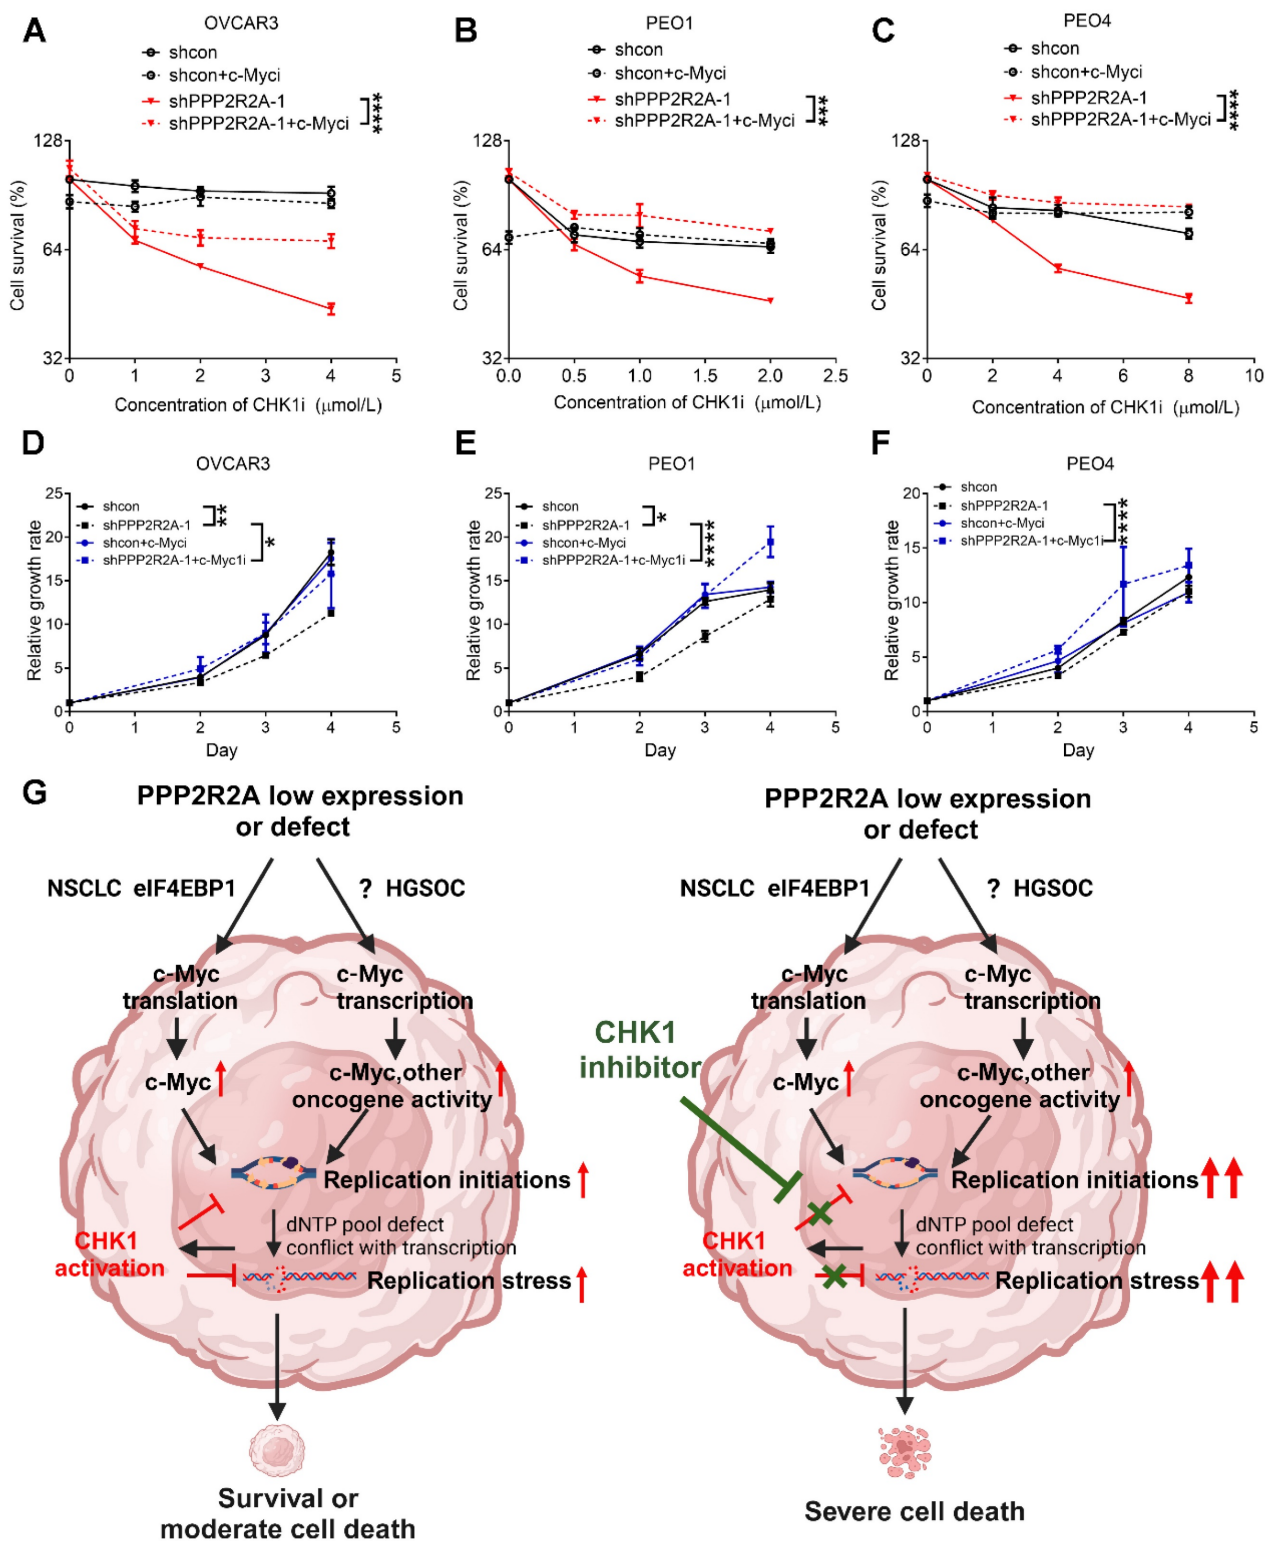 A
OVCAR3
shcon
shcon+c-Myci
shPPP2R2A-1
shPPP2R2A-1+c-Myci
****
128
64
32
Cell survival (%)
0 1 2 3 4 5
Concentration of CHK1i (μmol/L)
B
PEO1
shcon
shcon+c-Myci
shPPP2R2A-1
shPPP2R2A-1+c-Myci
***
128
64
32
Cell survival (%)
0.0 0.5 1.0 1.5 2.0 2.5
Concentration of CHK1i (μmol/L)
C
PEO4
shcon
shcon+c-Myci
shPPP2R2A-1
shPPP2R2A-1+c-Myci
****
128
64
32
Cell survival (%)
0 2 4 6 8 10
Concentration of CHK1i (μmol/L)
D
OVCAR3
shcon
shPPP2R2A-1
shcon+c-Myci
shPPP2R2A-1+c-Myc1i
**
*
25
20
15
10
5
0
Relative growth rate
0 1 2 3 4 5
Day
E
PEO1
shcon
shPPP2R2A-1
shcon+c-Myci
shPPP2R2A-1+c-Myc1i
*
****
25
20
15
10
5
0
Relative growth rate
0 1 2 3 4 5
Day
F
PEO4
shcon
shPPP2R2A-1
shcon+c-Myci
shPPP2R2A-1+c-Myc1i
****
20
15
10
5
0
Relative growth rate
0 1 2 3 4 5
Day
G
PPP2R2A low expression
or defect
NSCLC eIF4EBP1
? HGSOC
c-Myc
translation
c-Myc
transcription
c-Myc
c-Myc,other
oncogene activity
Replication initiations
dNTP pool defect
conflict with transcription
CHK1
activation
Replication stress
Survival or
moderate cell death
PPP2R2A low expression
or defect
NSCLC eIF4EBP1
? HGSOC
c-Myc
translation
c-Myc
transcription
CHK1
inhibitor
c-Myc
c-Myc,other
oncogene activity
Replication initiations
dNTP pool defect
conflict with transcription
CHK1
activation
Replication stress
Severe cell death